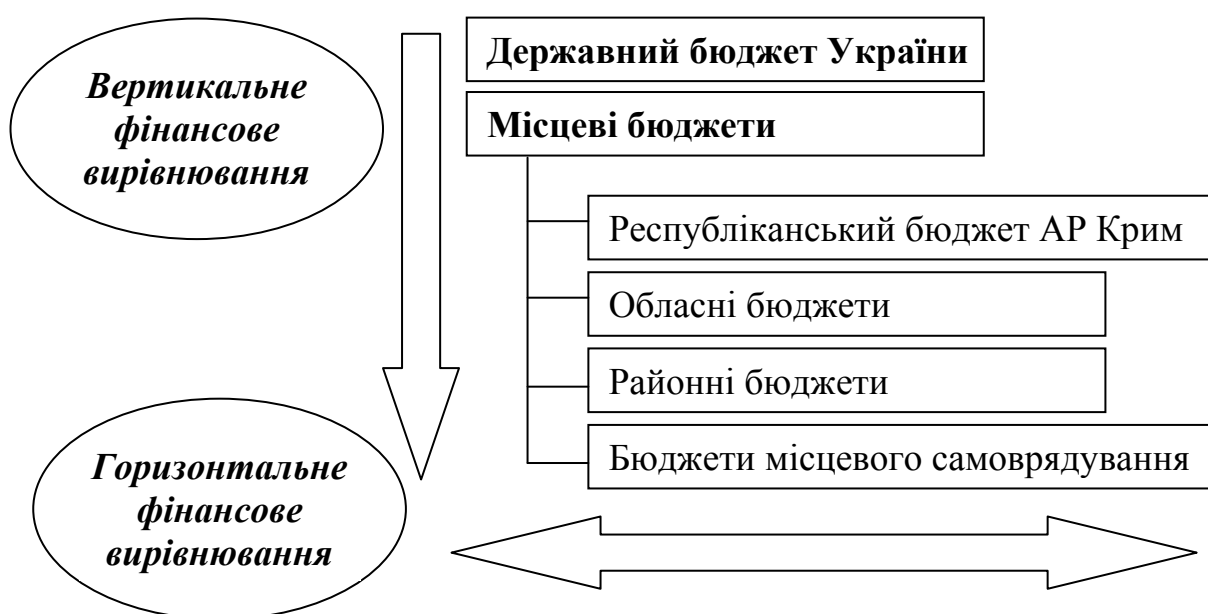 Вертикальне
фінансове
вирівнювання
Державний бюджет України
Місцеві бюджети
Республіканський бюджет АР Крим
Обласні бюджети
Районні бюджети
Бюджети місцевого самоврядування
Горизонтальне
фінансове
вирівнювання